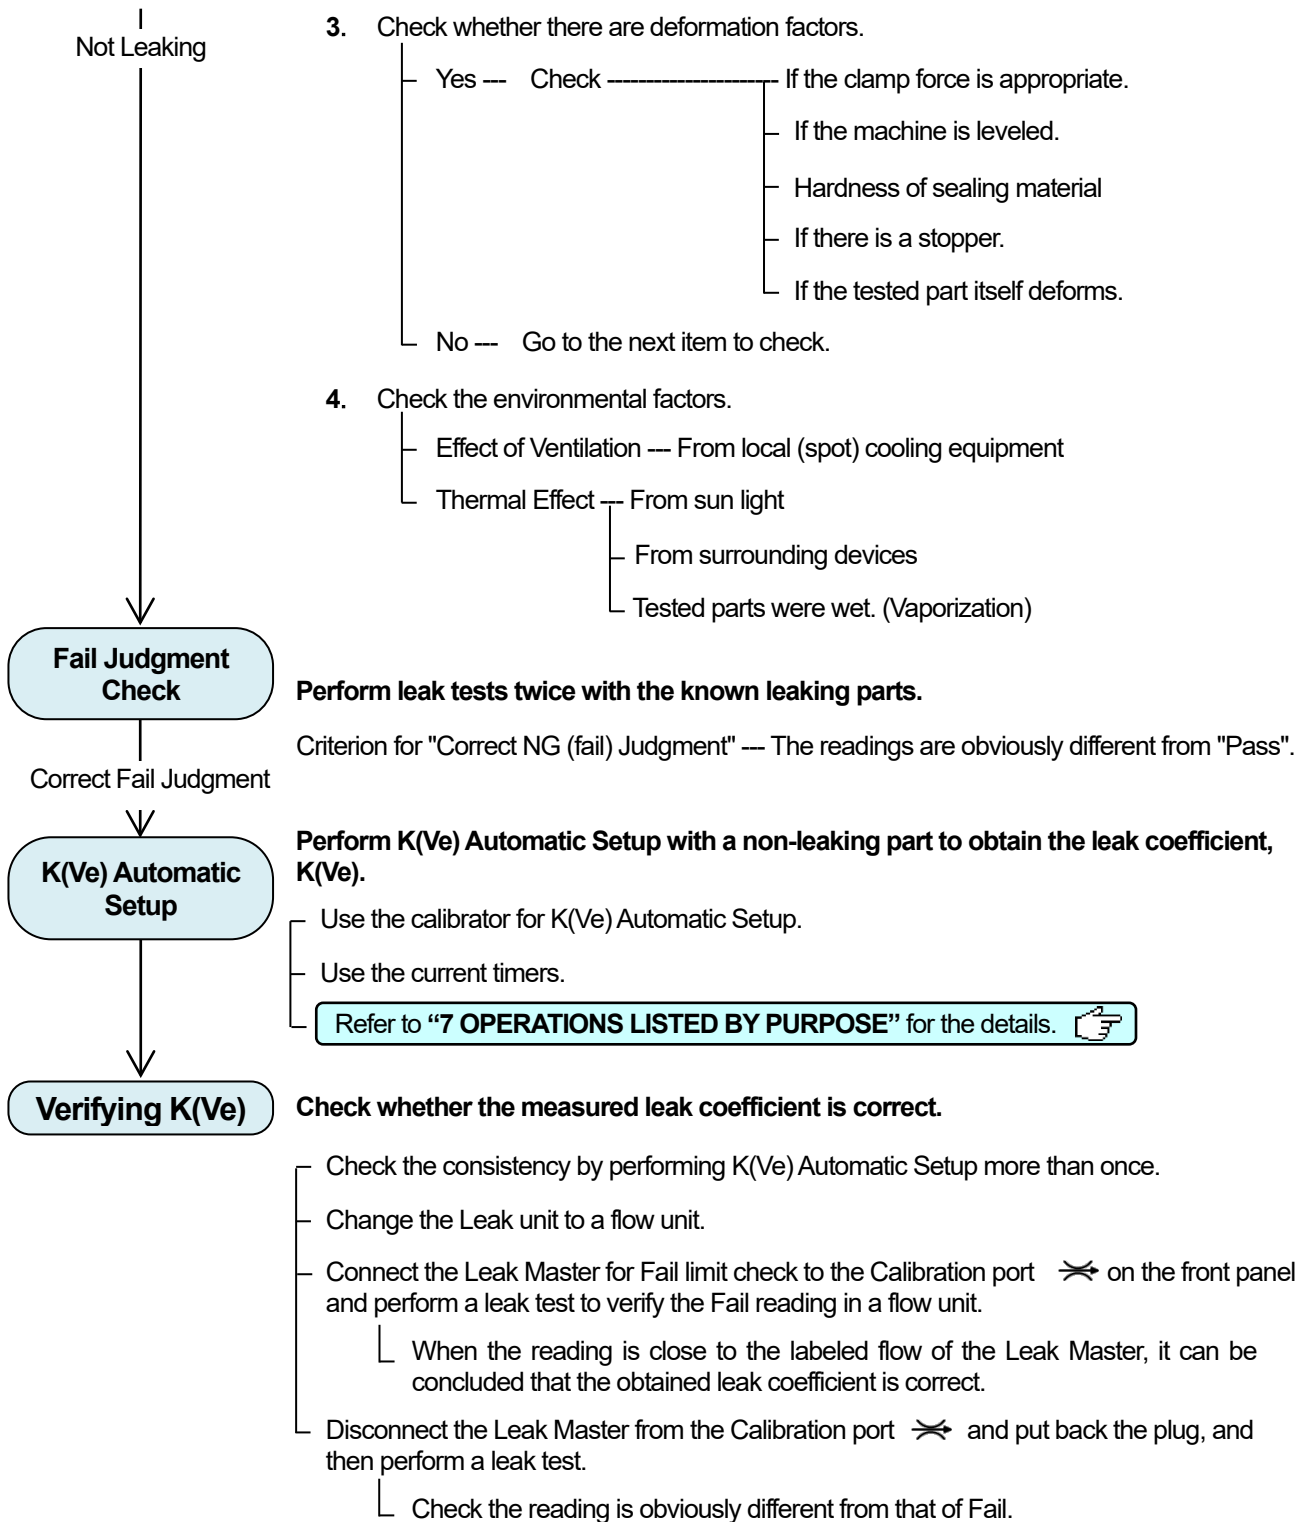 Not Leaking
3. Check whether there are deformation factors.
Yes --- Check ---------------------- If the clamp force is appropriate.
If the machine is leveled.
Hardness of sealing material
If there is a stopper.
If the tested part itself deforms.
No --- Go to the next item to check.
4. Check the environmental factors.
Effect of Ventilation --- From local (spot) cooling equipment
Thermal Effect --- From sun light
From surrounding devices
Tested parts were wet. (Vaporization)
Fail Judgment
Check
Perform leak tests twice with the known leaking parts.
Criterion for "Correct NG (fail) Judgment" --- The readings are obviously different from "Pass".
Correct Fail Judgment
K(Ve) Automatic
Setup
Perform K(Ve) Automatic Setup with a non-leaking part to obtain the leak coefficient,
K(Ve).
Use the calibrator for K(Ve) Automatic Setup.
Use the current timers.
Refer to “7 OPERATIONS LISTED BY PURPOSE” for the details.
Verifying K(Ve)
Check whether the measured leak coefficient is correct.
Check the consistency by performing K(Ve) Automatic Setup more than once.
Change the Leak unit to a flow unit.
Connect the Leak Master for Fail limit check to the Calibration port on the front panel
and perform a leak test to verify the Fail reading in a flow unit.
When the reading is close to the labeled flow of the Leak Master, it can be
concluded that the obtained leak coefficient is correct.
Disconnect the Leak Master from the Calibration port and put back the plug, and
then perform a leak test.
Check the reading is obviously different from that of Fail.